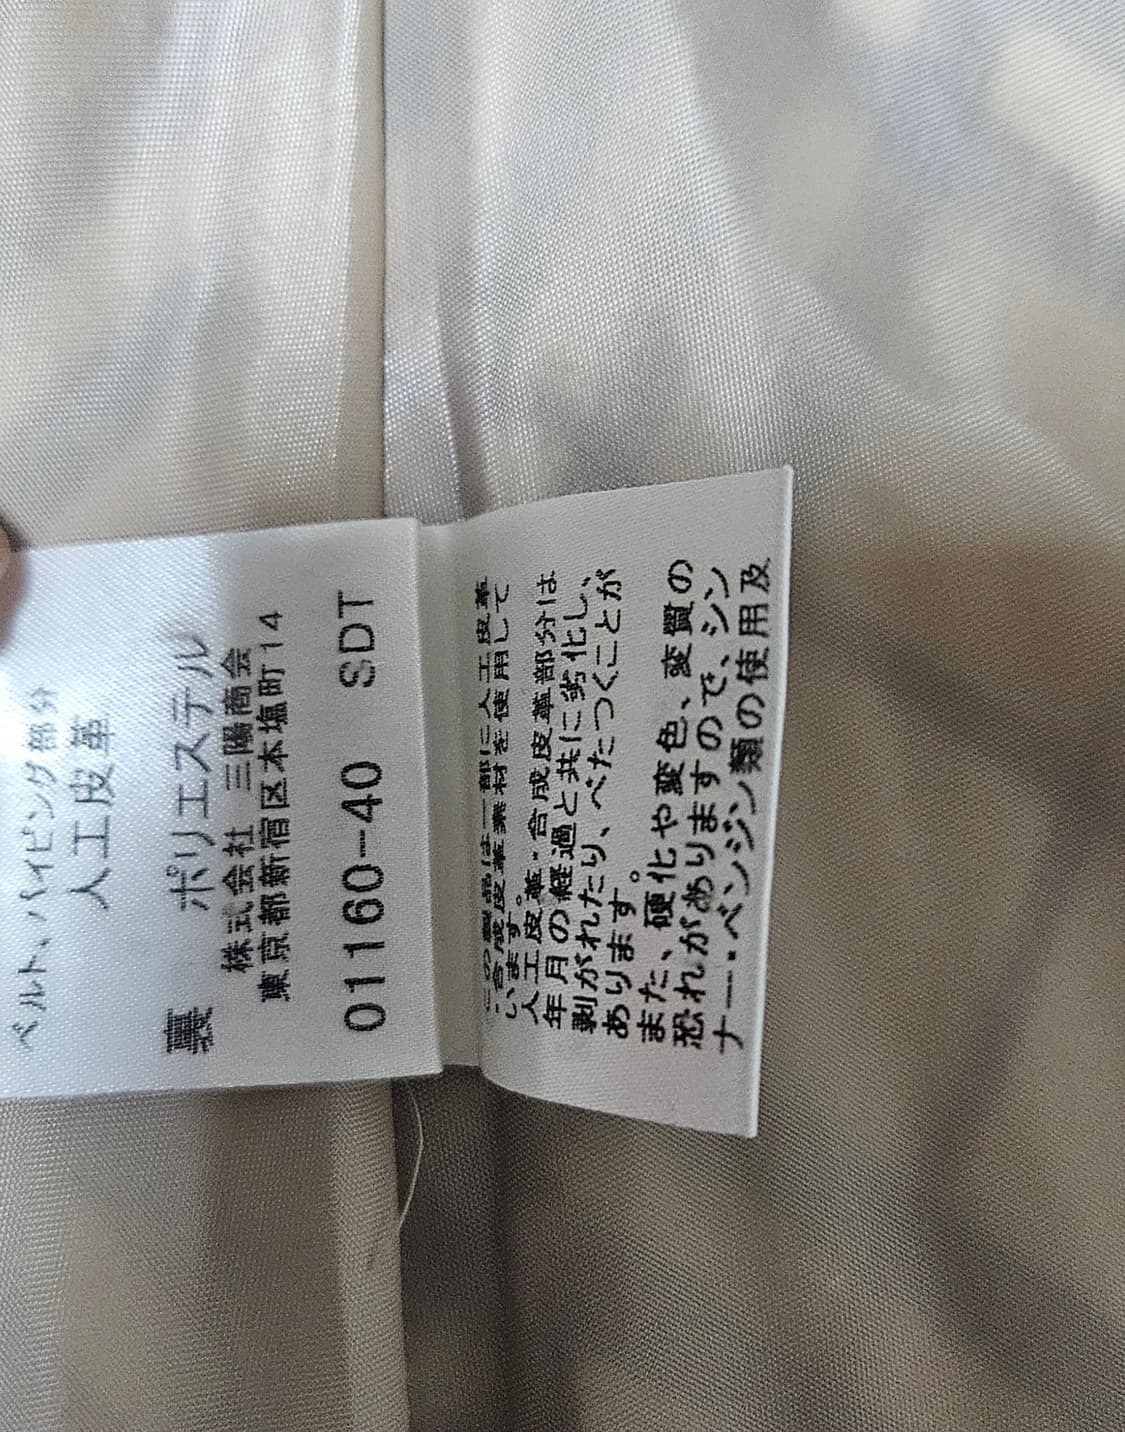 ベルト、パイピング部分
人工皮革
裏 ポリエステル
株式会社 三陽商会
東京都新宿区本塩町14
01160-40 SDT
この製品は一部に人工皮革
・合成皮革素材を使用して
います。
人工皮革・合成皮革部分は
年月の経過と共に劣化し、
剥がれたり、べたつくことが
あります。
また、硬化や変色、変質の
恐れがありますので、シン
ナー・ベンジン類の使用及